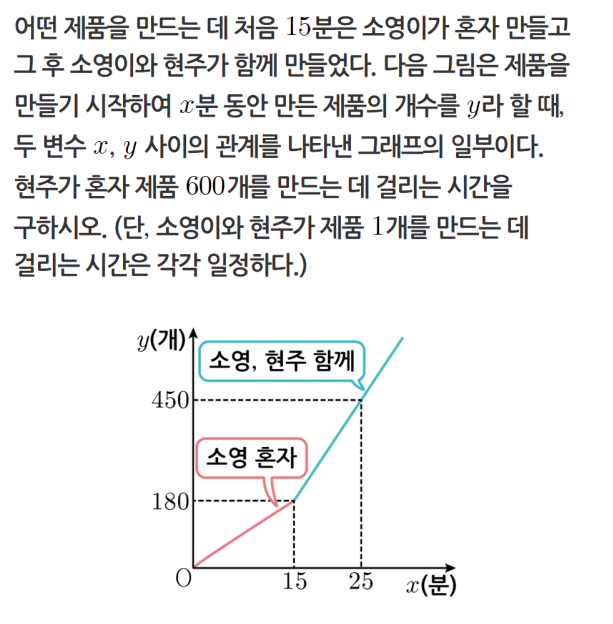 어떤 제품을 만드는 데 처음 15분은 소영이가 혼자 만들고
그 후 소영이와 현주가 함께 만들었다. 다음 그림은 제품을
만들기 시작하여 x분 동안 만든 제품의 개수를 y라 할 때,
두 변수 x, y 사이의 관계를 나타낸 그래프의 일부이다.
현주가 혼자 제품 600개를 만드는 데 걸리는 시간을
구하시오. (단, 소영이와 현주가 제품 1개를 만드는 데
걸리는 시간은 각각 일정하다.)
y(개)
소영, 현주 함께
450
소영 혼자
180
O 15 25 x(분)